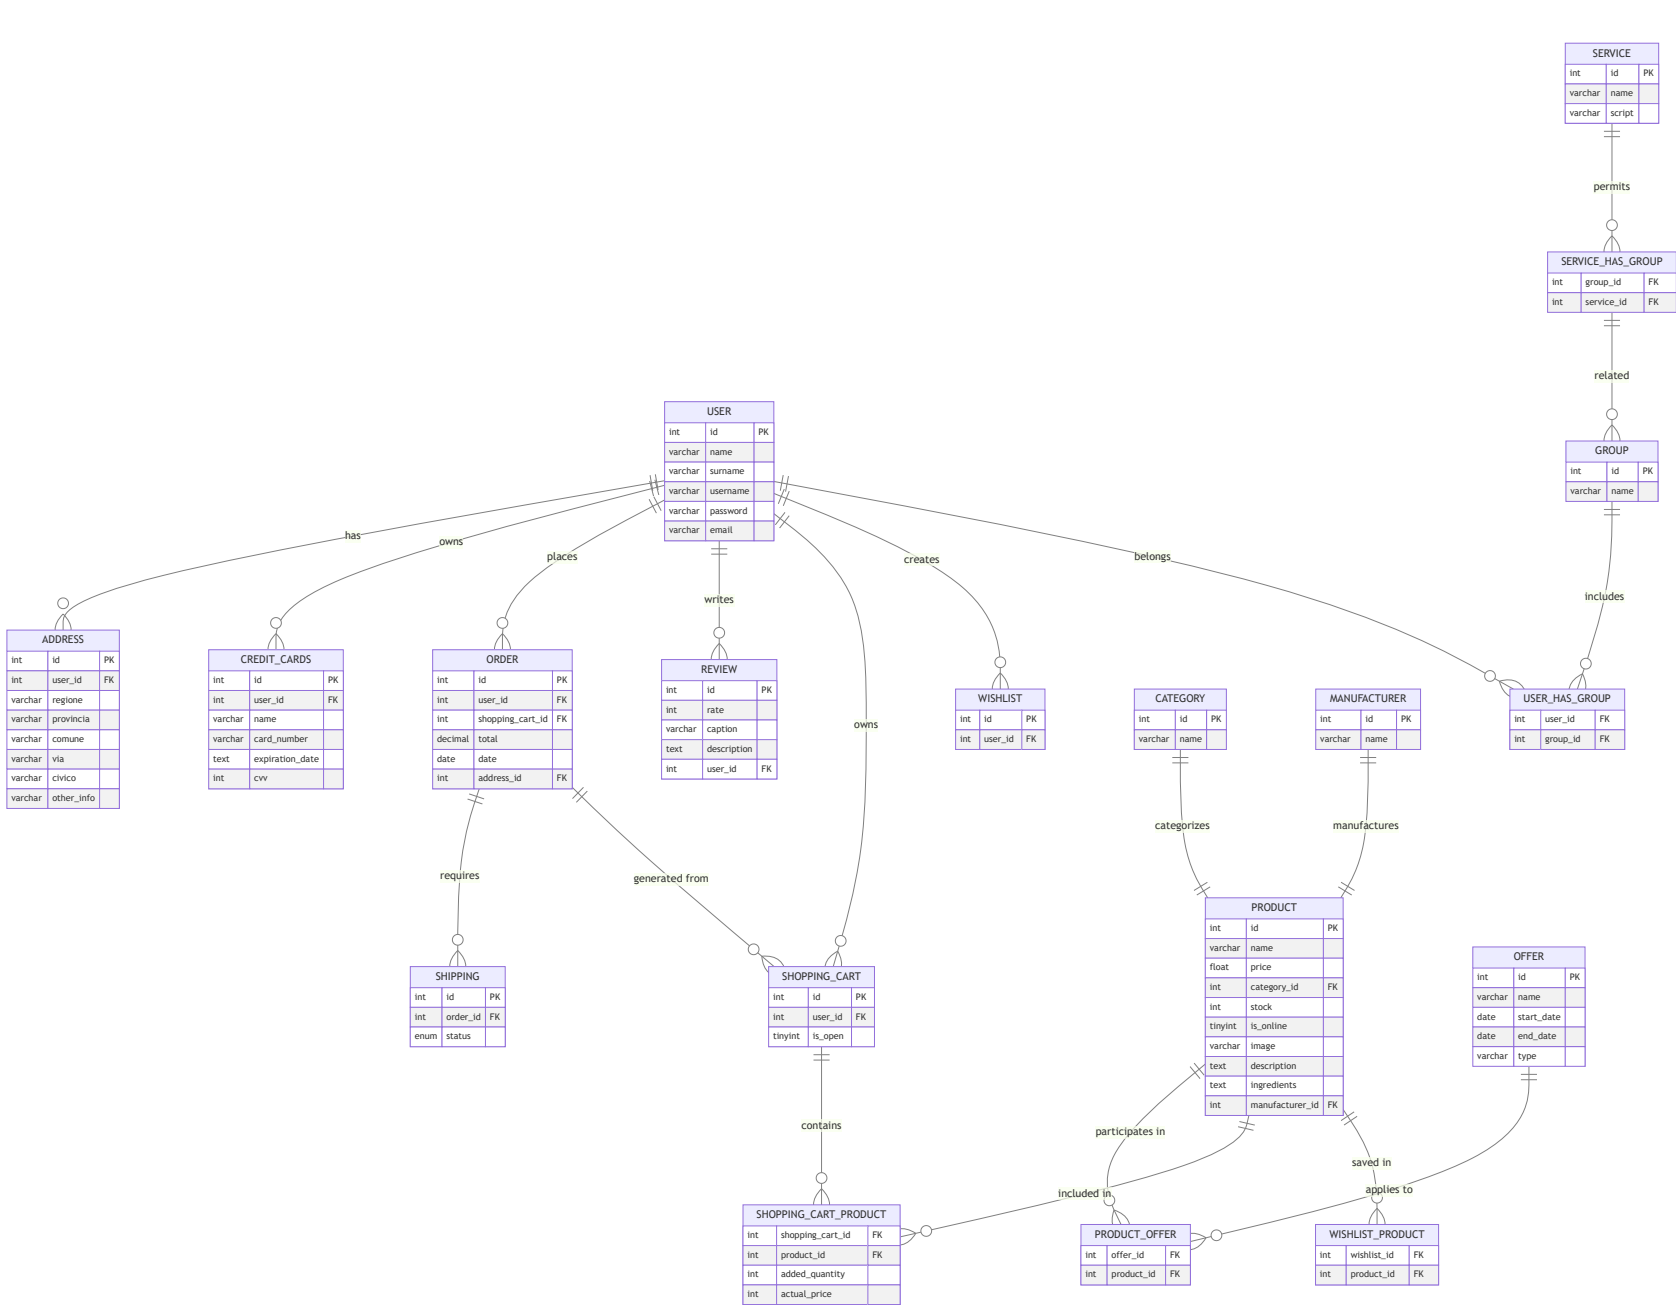 SERVICE
int id PK
varchar name
varchar script
permits
SERVICE_HAS_GROUP
int group_id FK
int service_id FK
related
GROUP
int id PK
varchar name
includes
USER
int id PK
varchar name
varchar surname
varchar username
varchar password
varchar email
has
owns
places
writes
owns
creates
belongs
ADDRESS
int id PK
int user_id FK
varchar regione
varchar provincia
varchar comune
varchar via
varchar civico
varchar other_info
CREDIT_CARDS
int id PK
int user_id FK
varchar name
varchar card_number
text expiration_date
int cvv
ORDER
int id PK
int user_id FK
int shopping_cart_id FK
decimal total
date date
int address_id FK
REVIEW
int id PK
int rate
varchar caption
text description
int user_id FK
WISHLIST
int id PK
int user_id FK
CATEGORY
int id PK
varchar name
MANUFACTURER
int id PK
varchar name
USER_HAS_GROUP
int user_id FK
int group_id FK
requires
generated from
categorizes
manufactures
SHIPPING
int id PK
int order_id FK
enum status
SHOPPING_CART
int id PK
int user_id FK
tinyint is_open
PRODUCT
int id PK
varchar name
float price
int category_id FK
int stock
tinyint is_online
varchar image
text description
text ingredients
int manufacturer_id FK
OFFER
int id PK
varchar name
date start_date
date end_date
varchar type
contains
participates in
included in
saved in
applies to
SHOPPING_CART_PRODUCT
int shopping_cart_id FK
int product_id FK
int added_quantity
int actual_price
PRODUCT_OFFER
int offer_id FK
int product_id FK
WISHLIST_PRODUCT
int wishlist_id FK
int product_id FK